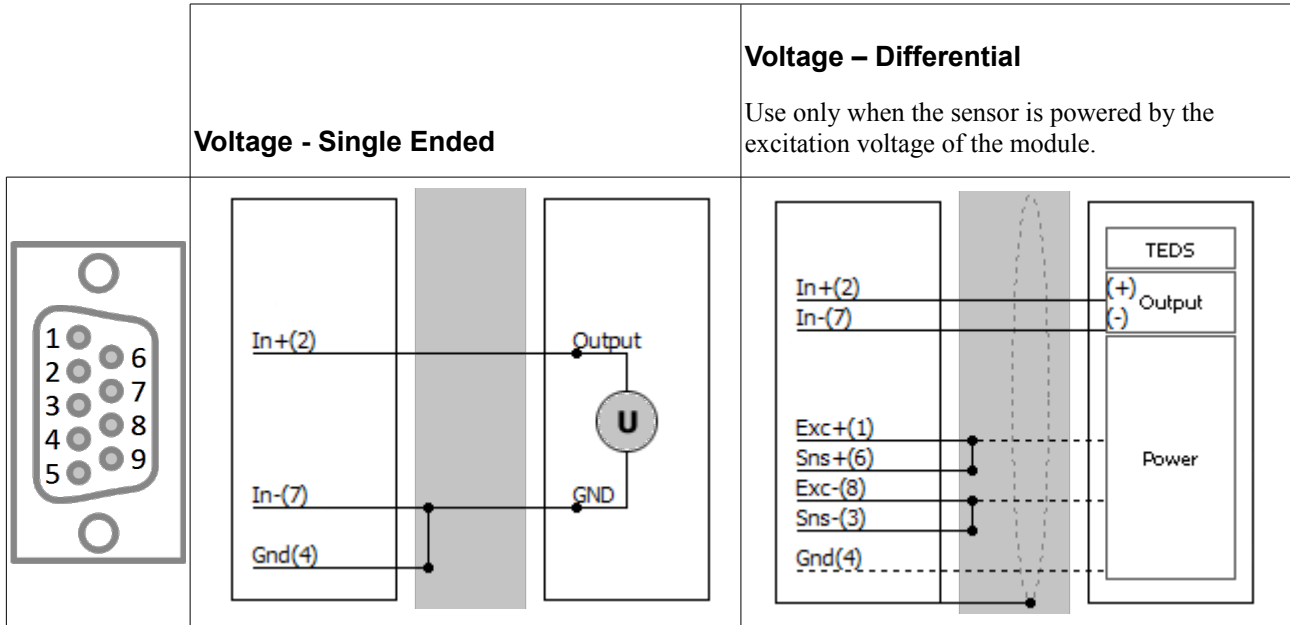 Voltage - Single Ended
Voltage – Differential
Use only when the sensor is powered by the
excitation voltage of the module.
1
2
3
4
5
6
7
8
9
In+(2)
Output
U
In-(7)
GND
Gnd(4)
TEDS
In+(2)
(+)
Output
In-(7)
(-)
Exc+(1)
Sns+(6)
Exc-(8)
Sns-(3)
Gnd(4)
Power